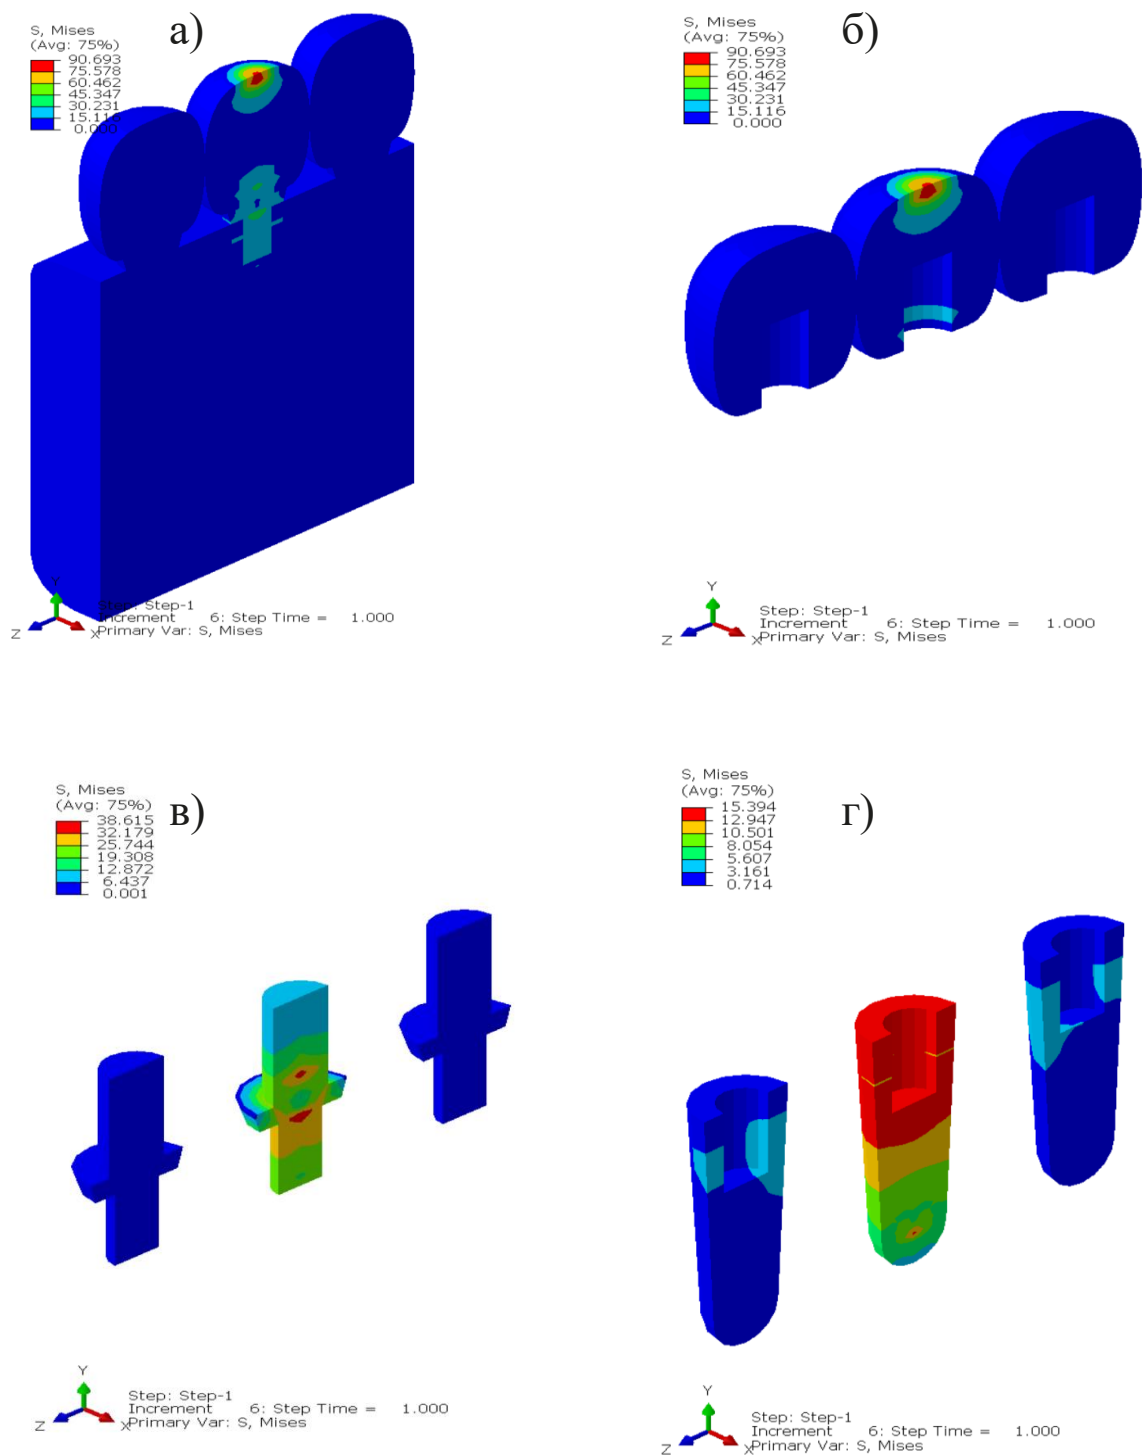 а)
S, Mises
(Avg: 75%)
90.693
75.578
60.462
45.347
30.231
15.116
0.000
Y
Z
X
Step: Step-1
Increment 6: Step Time = 1.000
Primary Var: S, Mises
б)
S, Mises
(Avg: 75%)
90.693
75.578
60.462
45.347
30.231
15.116
0.000
Y
Z
X
Step: Step-1
Increment 6: Step Time = 1.000
Primary Var: S, Mises
в)
S, Mises
(Avg: 75%)
38.615
32.179
25.744
19.308
12.872
6.437
0.001
Y
Z
X
Step: Step-1
Increment 6: Step Time = 1.000
Primary Var: S, Mises
г)
S, Mises
(Avg: 75%)
15.394
12.947
10.501
8.054
5.607
3.161
0.714
Y
Z
X
Step: Step-1
Increment 6: Step Time = 1.000
Primary Var: S, Mises